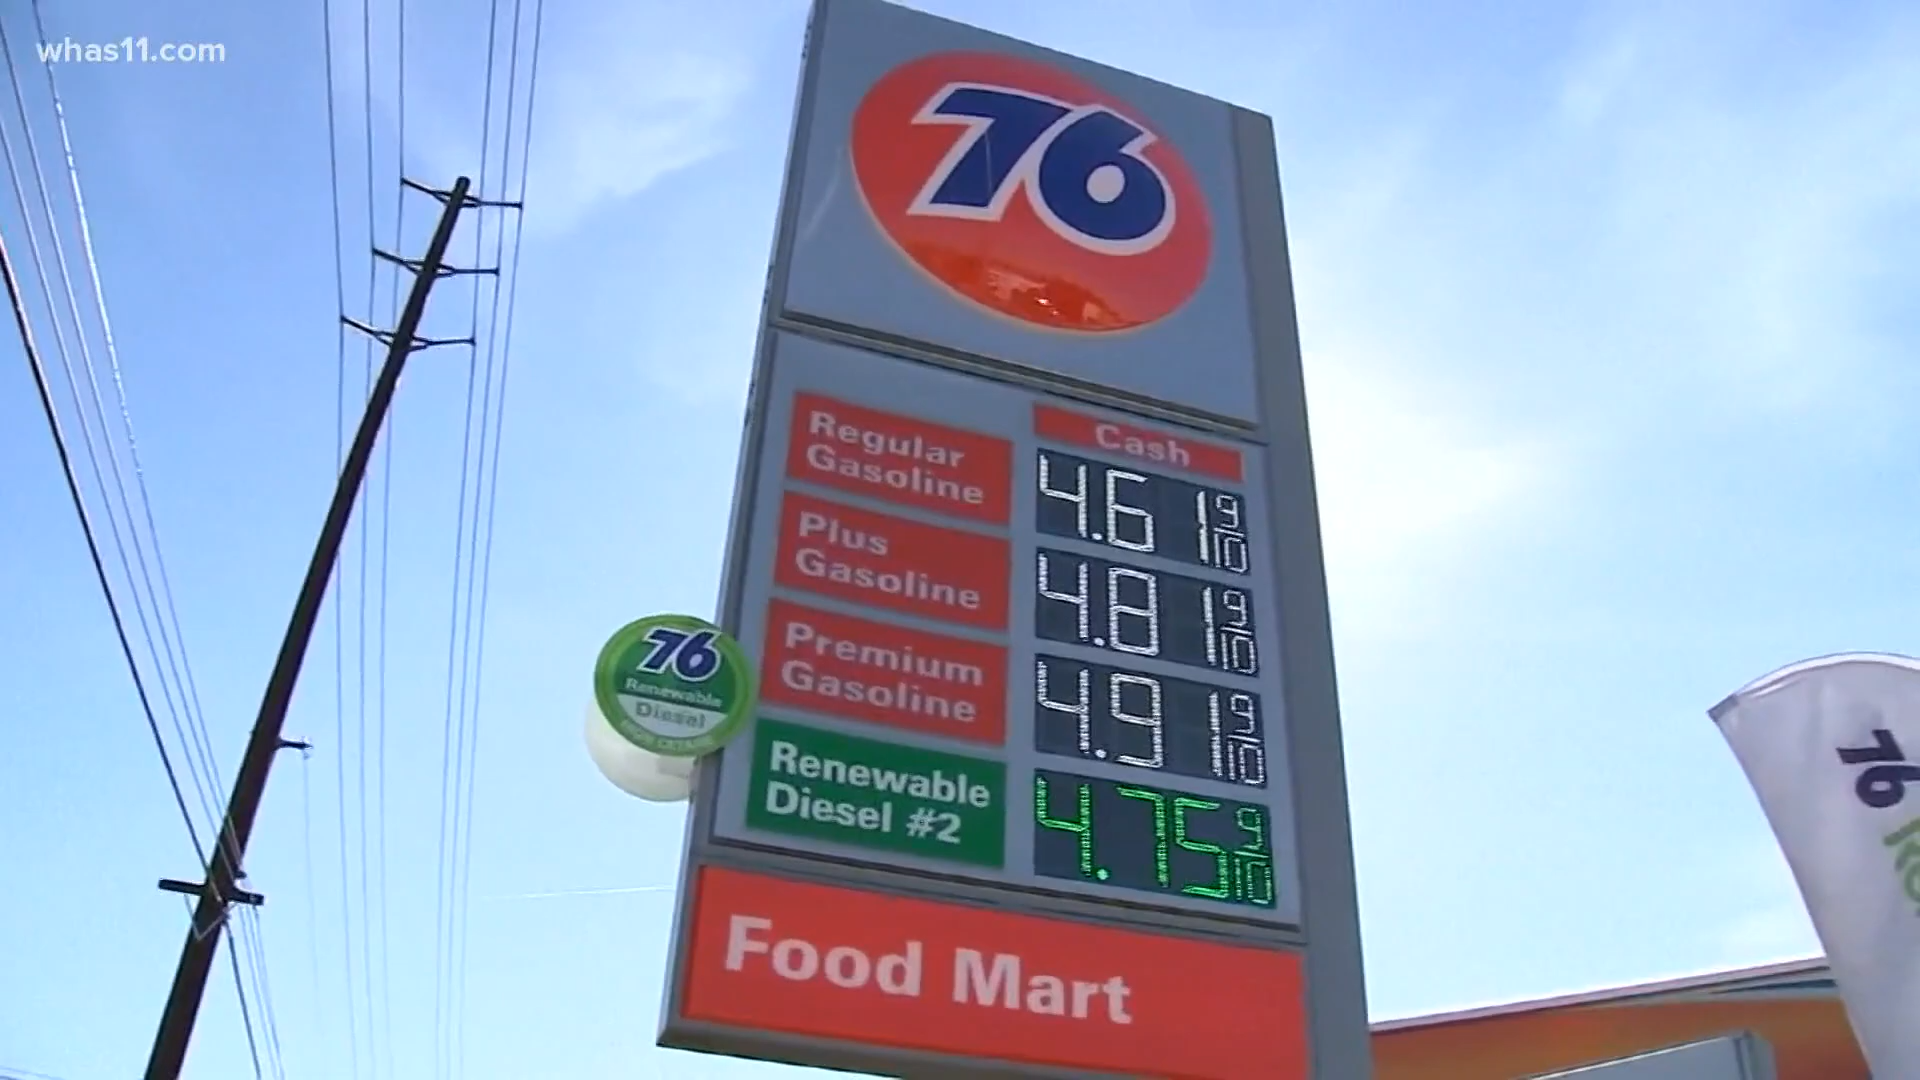 whas11.com
76
Cash
Regular
Gasoline
4.61 9/10
Plus
Gasoline
4.81 9/10
Premium
Gasoline
4.91 9/10
Renewable
Diesel #2
4.75 9/10
76
Renewable
Diesel
Food Mart
76